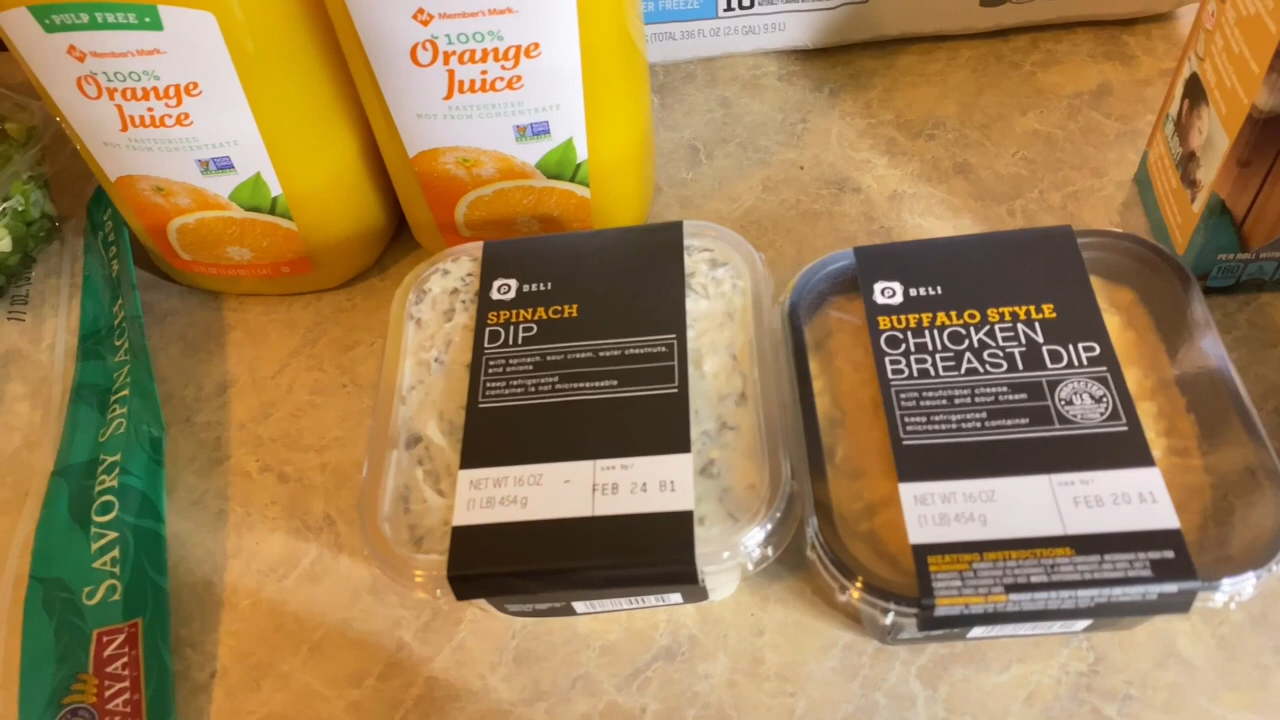 PULP FREE
Member's Mark
100%
Orange
Juice
PASTEURIZED
NOT FROM CONCENTRATE
Member's Mark
100%
Orange
Juice
PASTEURIZED
NOT FROM CONCENTRATE
ER FREEZE
(TOTAL 336 FL OZ (2.6 GAL) 9.9 L)
PER ROLL WITH
160
SAVORY SPINACH
WRAPS
DELI
SPINACH
DIP
with spinach, sour cream, water chestnuts,
and onions
keep refrigerated
container is not microwaveable
NET WT 16 OZ
(1 LB) 454 g
use by/
FEB 24 B1
DELI
BUFFALO STYLE
CHICKEN
BREAST DIP
with neufchâtel cheese,
hot sauce, and sour cream
keep refrigerated
microwave-safe container
INSPECTED
U.S.
NET WT 16 OZ
(1 LB) 454 g
use by/
FEB 20 A1
HEATING INSTRUCTIONS: